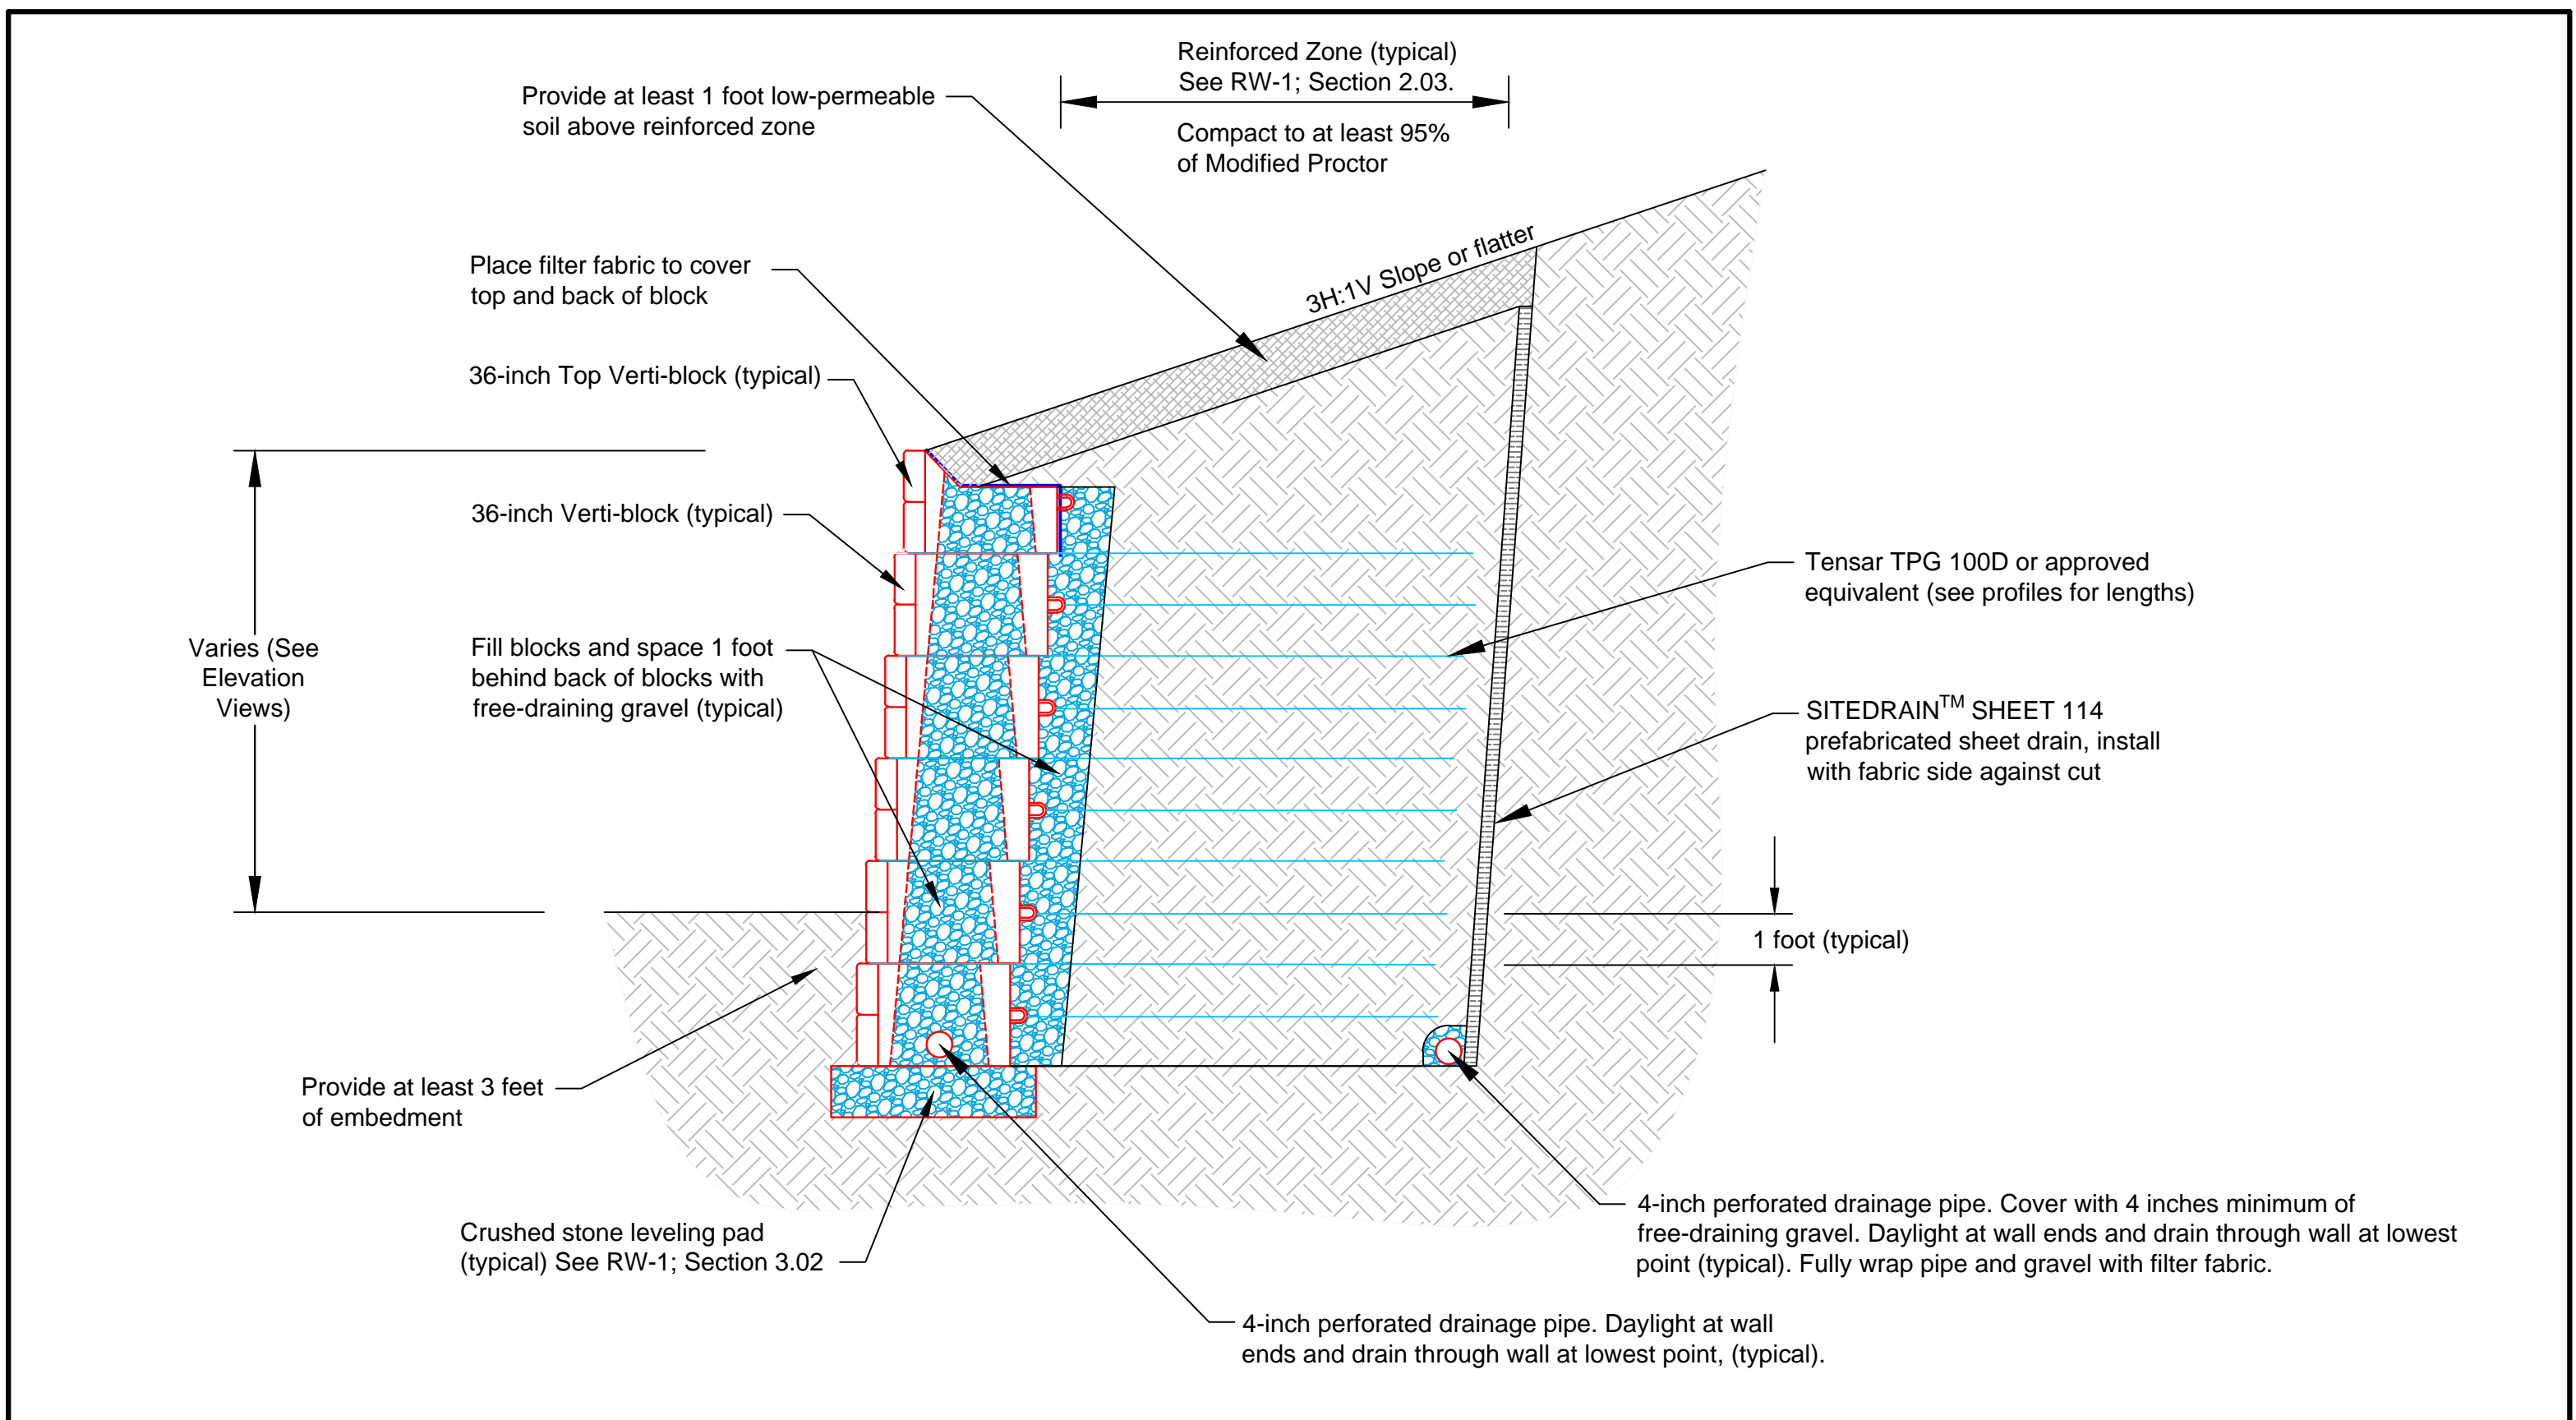 Reinforced Zone (typical)
See RW-1; Section 2.03.
Compact to at least 95%
of Modified Proctor
Provide at least 1 foot low-permeable
soil above reinforced zone
3H:1V Slope or flatter
Place filter fabric to cover
top and back of block
36-inch Top Verti-block (typical)
36-inch Verti-block (typical)
Varies (See
Elevation
Views)
Fill blocks and space 1 foot
behind back of blocks with
free-draining gravel (typical)
Tensar TPG 100D or approved
equivalent (see profiles for lengths)
SITEDRAIN™ SHEET 114
prefabricated sheet drain, install
with fabric side against cut
1 foot (typical)
Provide at least 3 feet
of embedment
Crushed stone leveling pad
(typical) See RW-1; Section 3.02
4-inch perforated drainage pipe. Cover with 4 inches minimum of
free-draining gravel. Daylight at wall ends and drain through wall at lowest
point (typical). Fully wrap pipe and gravel with filter fabric.
4-inch perforated drainage pipe. Daylight at wall
ends and drain through wall at lowest point, (typical).